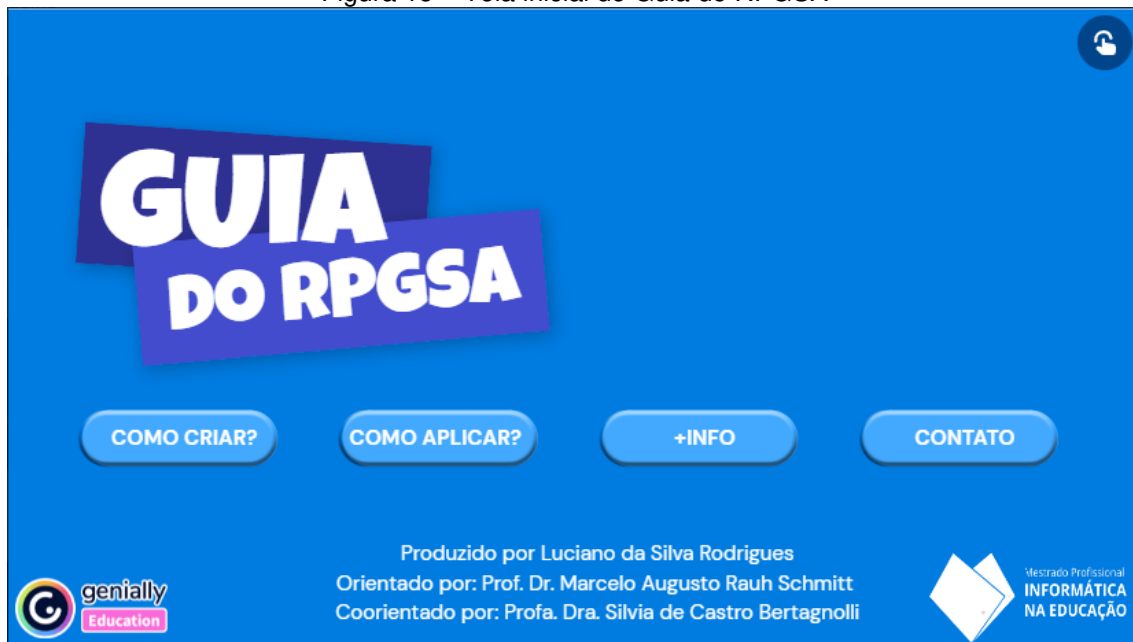 GUIA
DO RPGSA
COMO CRIAR?
COMO APLICAR?
+INFO
CONTATO
Produzido por Luciano da Silva Rodrigues
Orientado por: Prof. Dr. Marcelo Augusto Rauh Schmitt
Coorientado por: Profa. Dra. Silvia de Castro Bertagnolli
genially
Education
Mestrado Profissional
INFORMÁTICA
NA EDUCAÇÃO